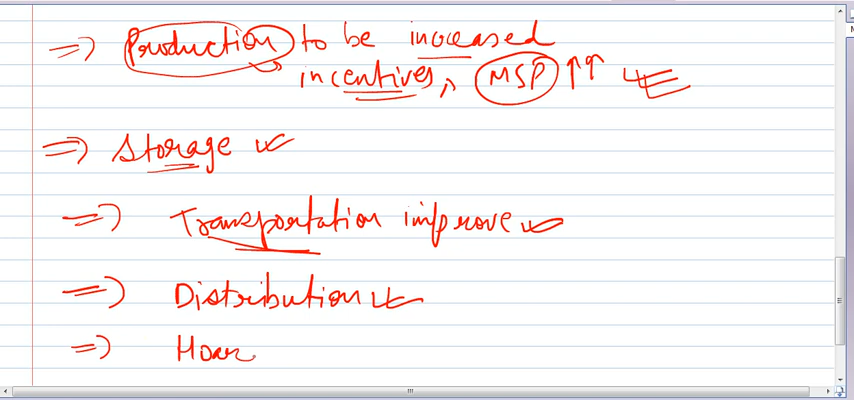 ⇒ Production to be increased
incentives, MSP ↑↑
⇒ Storage
⇒ Transportation improve
⇒ Distribution
⇒ Hoar